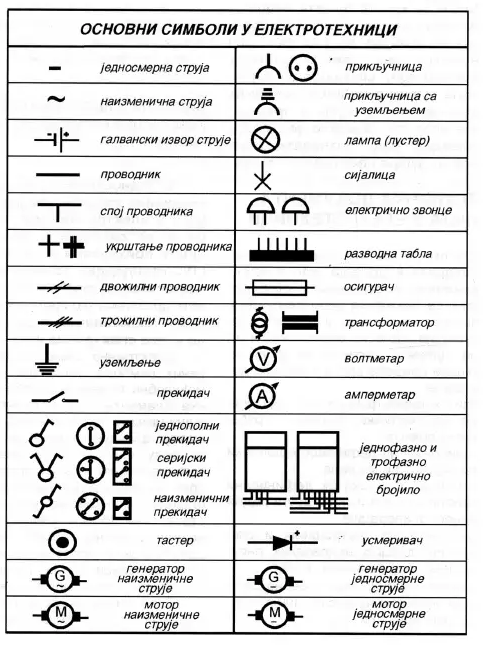 ОСНОВНИ СИМБОЛИ У ЕЛЕКТРОТЕХНИЦИ
једносмерна струја
прикључница
наизменична струја
прикључница са
уземљењем
галвански извор струје
лампа (лустер)
проводник
сијалица
спој проводника
електрично звонце
укрштање проводника
разводна табла
двожилни проводник
осигурач
трожилни проводник
трансформатор
уземљење
V
волтметар
прекидач
A
амперметар
једнополни
прекидач
серијски
прекидач
наизменични
прекидач
једнофазно и
трофазно
електрично
бројило
тастер
усмеривач
G
~
генератор
наизменичне
струје
G
–
генератор
једносмерне
струје
M
~
мотор
наизменичне
струје
M
–
мотор
једносмерне
струје